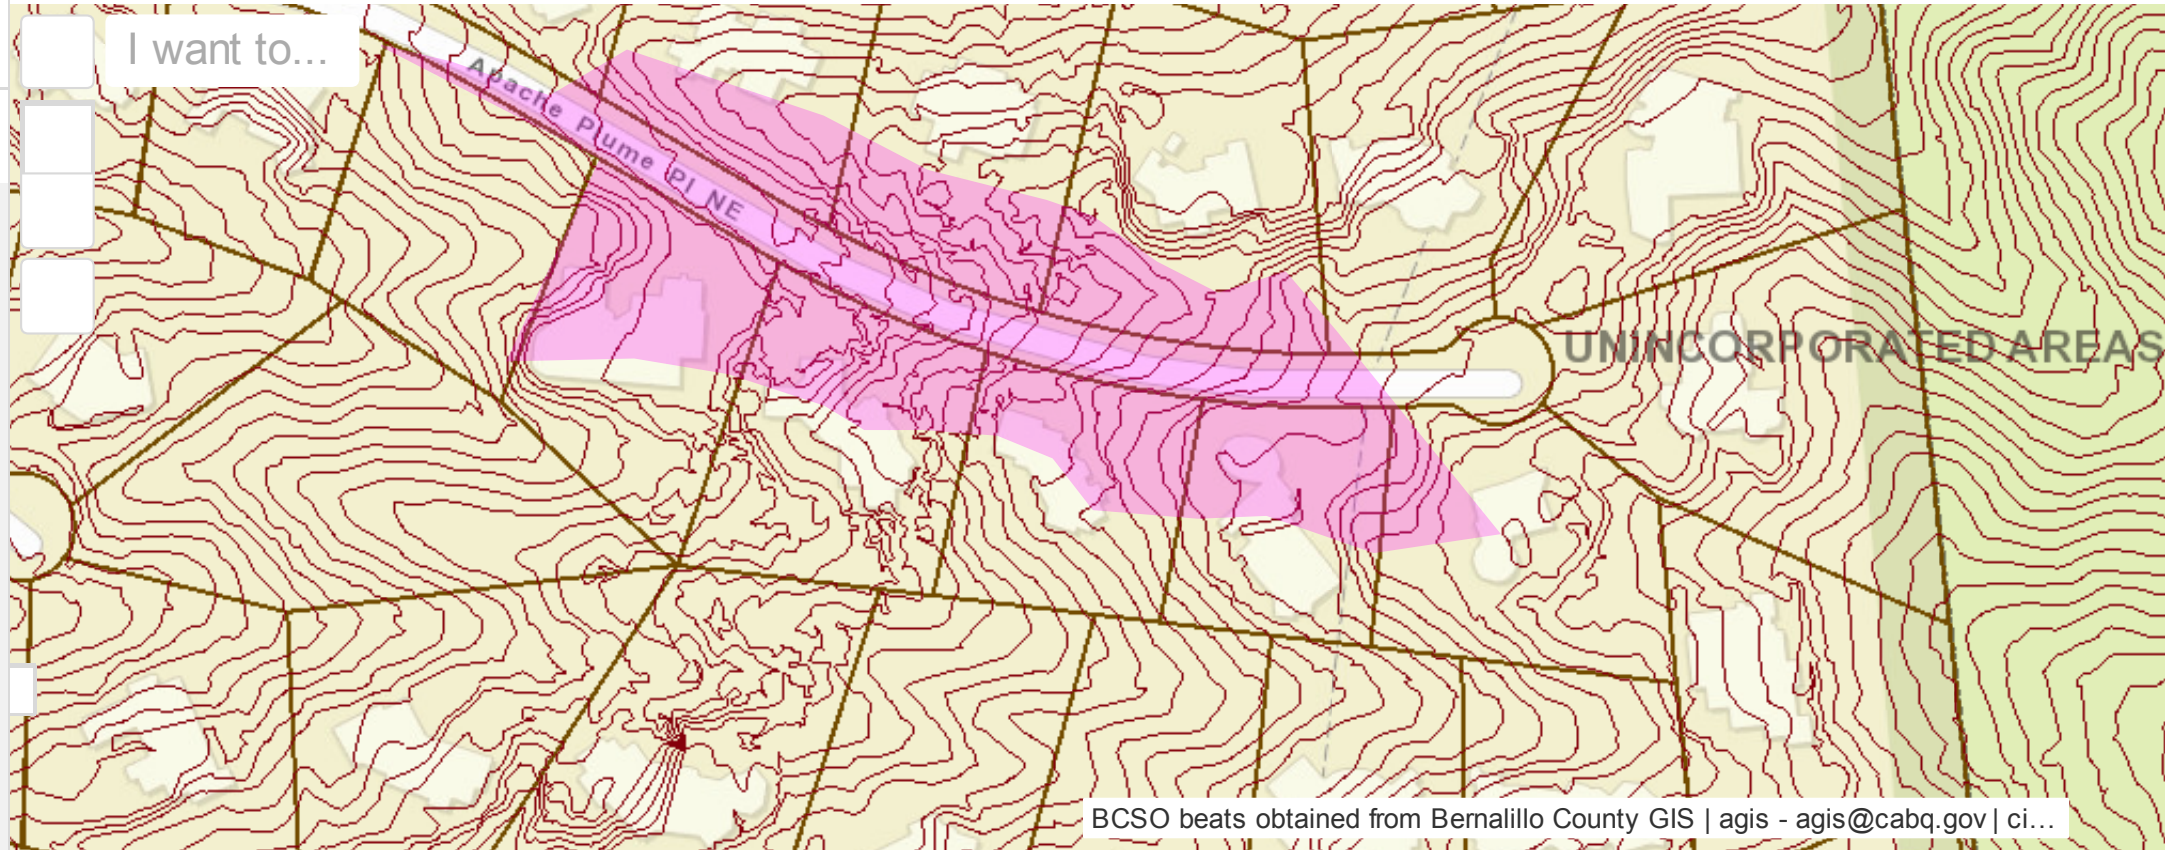 I want to...
Apache Plume Pl NE
UNINCORPORATED AREAS
BCSO beats obtained from Bernalillo County GIS | agis - agis@cabq.gov | ci...